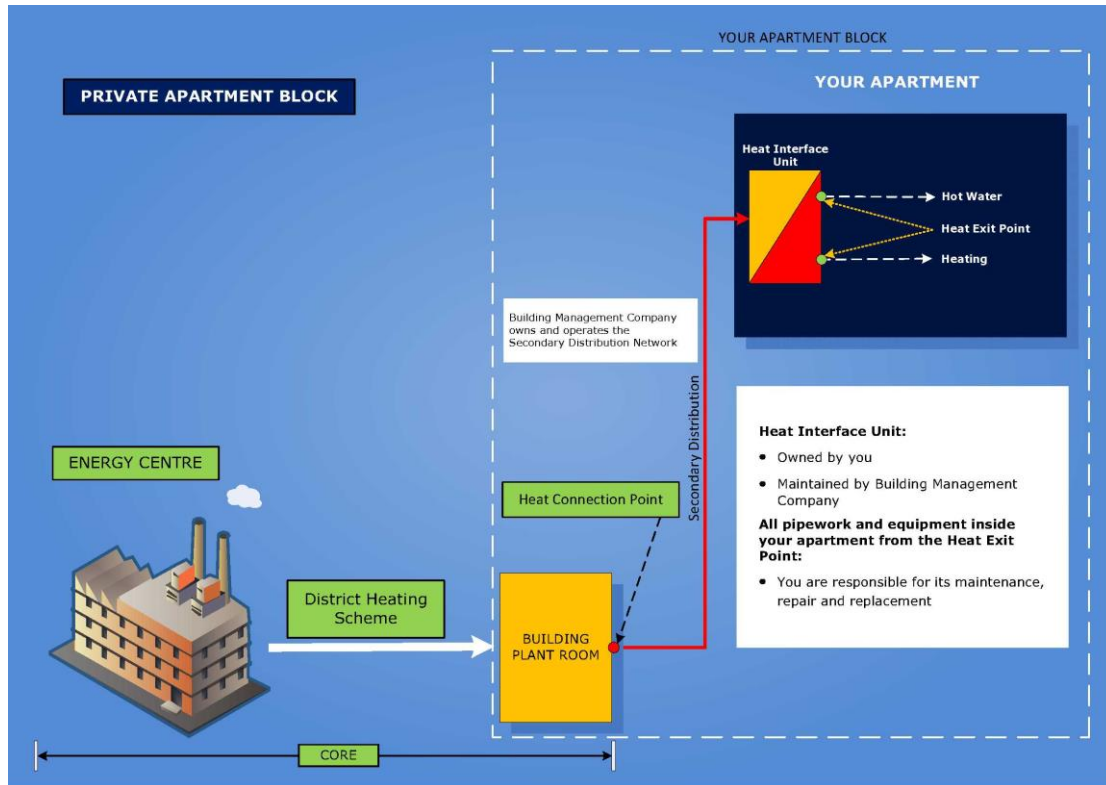 YOUR APARTMENT BLOCK
PRIVATE APARTMENT BLOCK
YOUR APARTMENT
Heat Interface
Unit
Hot Water
Heat Exit Point
Heating
Building Management Company
owns and operates the
Secondary Distribution Network
Secondary Distribution
ENERGY CENTRE
Heat Connection Point
Heat Interface Unit:
• Owned by you
• Maintained by Building Management
Company
All pipework and equipment inside
your apartment from the Heat Exit
Point:
• You are responsible for its maintenance,
repair and replacement
District Heating
Scheme
BUILDING
PLANT ROOM
CORE